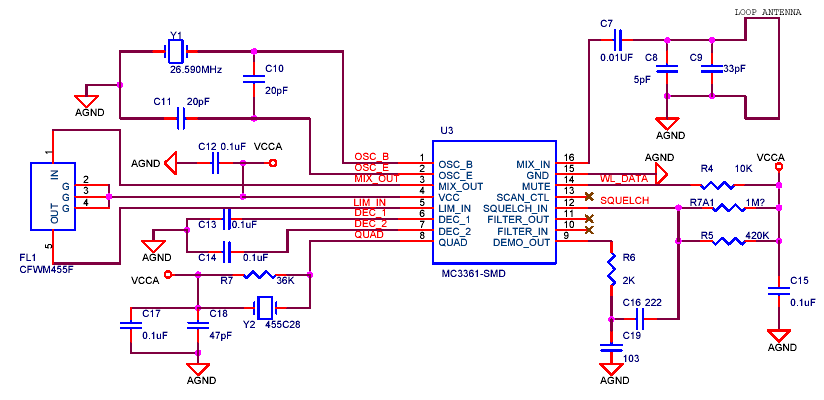 LOOP ANTENNA
Y1
26.590MHz
C10
20pF
C11
20pF
AGND
C7
0.01UF
C8
5pF
C9
33pF
AGND
U3
C12 0.1uF
VCCA
AGND
OSC_B
OSC_E
MIX_OUT
LIM_IN
DEC_1
DEC_2
QUAD
1
2
3
4
5
6
7
8
OSC_B
OSC_E
MIX_OUT
VCC
LIM_IN
DEC_1
DEC_2
QUAD
MIX_IN
GND
MUTE
SCAN_CTL
SQUELCH_IN
FILTER_OUT
FILTER_IN
DEMO_OUT
16
15
14
13
12
11
10
9
MC3361-SMD
AGND
WL_DATA
SQUELCH
R4
10K
VCCA
R7A1
1M?
R5
420K
1
IN
G
G
G
2
3
4
OUT
5
FL1
CFWM455F
C13
0.1uF
AGND
C14
0.1uF
VCCA
R7
36K
C17
0.1uF
C18
47pF
Y2
455C28
AGND
R6
2K
C16 222
C19
103
AGND
C15
0.1uF
AGND